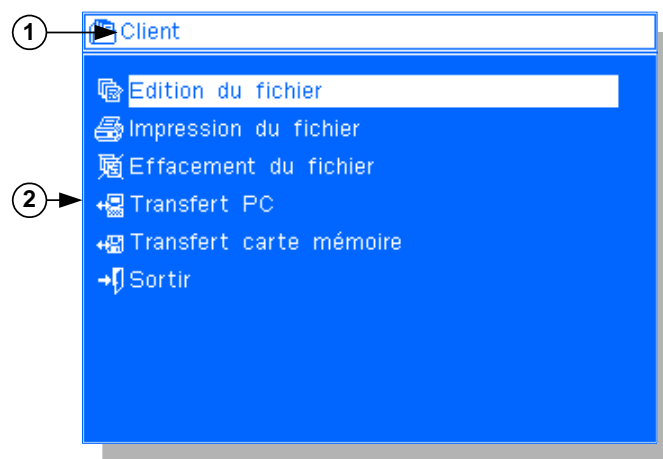 1
Client
Edition du fichier
Impression du fichier
Effacement du fichier
2
Transfert PC
Transfert carte mémoire
Sortir